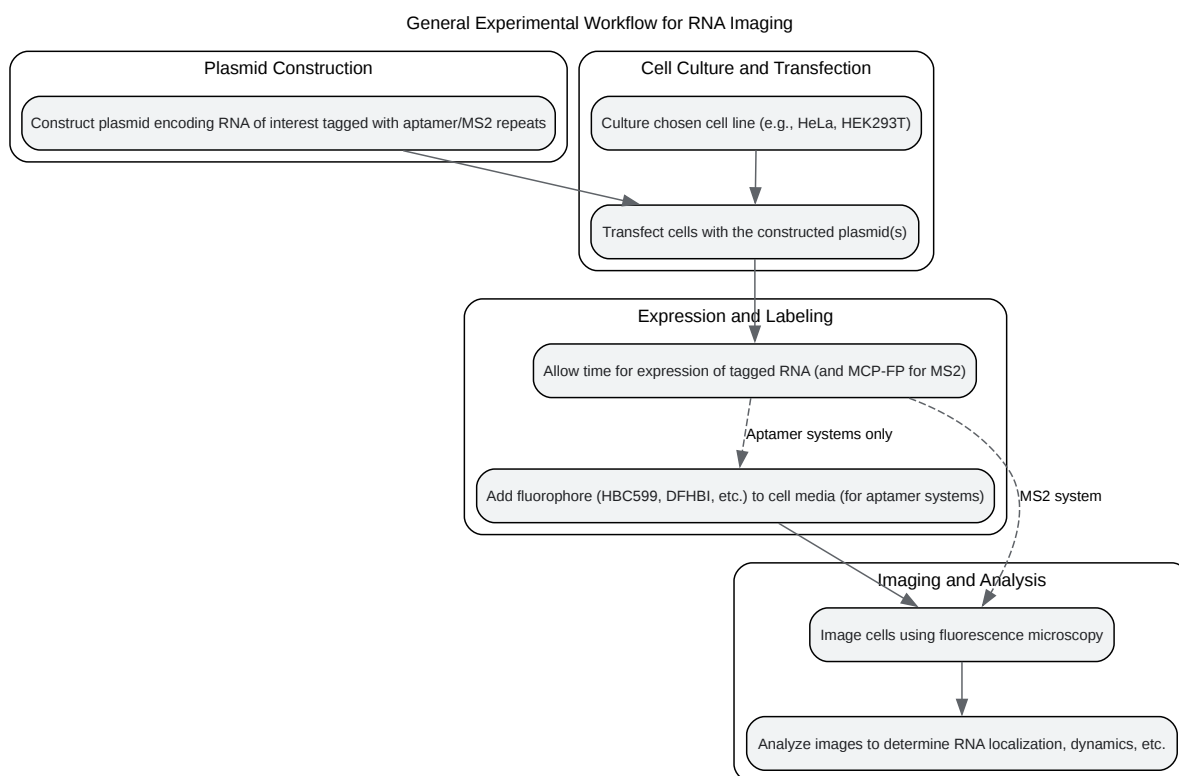 General Experimental Workflow for RNA Imaging
Plasmid Construction
Construct plasmid encoding RNA of interest tagged with aptamer/MS2 repeats
Cell Culture and Transfection
Culture chosen cell line (e.g., HeLa, HEK293T)
Transfect cells with the constructed plasmid(s)
Expression and Labeling
Allow time for expression of tagged RNA (and MCP-FP for MS2)
Aptamer systems only
Add fluorophore (HBC599, DFHBI, etc.) to cell media (for aptamer systems)
MS2 system
Imaging and Analysis
Image cells using fluorescence microscopy
Analyze images to determine RNA localization, dynamics, etc.